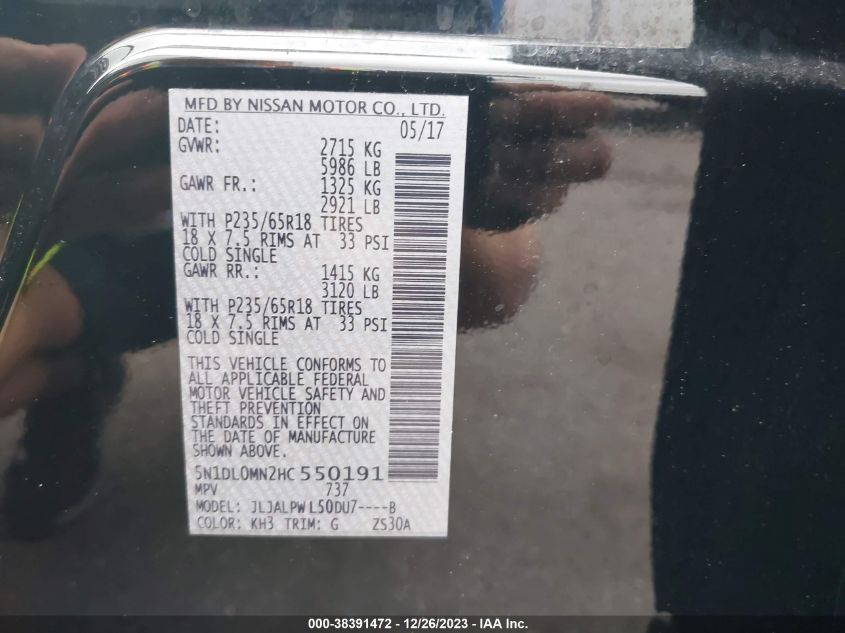 MFD BY NISSAN MOTOR CO., LTD.
DATE: 05/17
GVWR: 2715 KG
5986 LB
GAWR FR.: 1325 KG
2921 LB
WITH P235/65R18 TIRES
18 X 7.5 RIMS AT 33 PSI
COLD SINGLE
GAWR RR.: 1415 KG
3120 LB
WITH P235/65R18 TIRES
18 X 7.5 RIMS AT 33 PSI
COLD SINGLE
THIS VEHICLE CONFORMS TO
ALL APPLICABLE FEDERAL
MOTOR VEHICLE SAFETY AND
THEFT PREVENTION
STANDARDS IN EFFECT ON
THE DATE OF MANUFACTURE
SHOWN ABOVE.
5N1DL0MN2HC550191
MPV 737
MODEL: JLJALPWL50DU7----B
COLOR: KH3 TRIM: G ZS30A
000-38391472 - 12/26/2023 - IAA Inc.